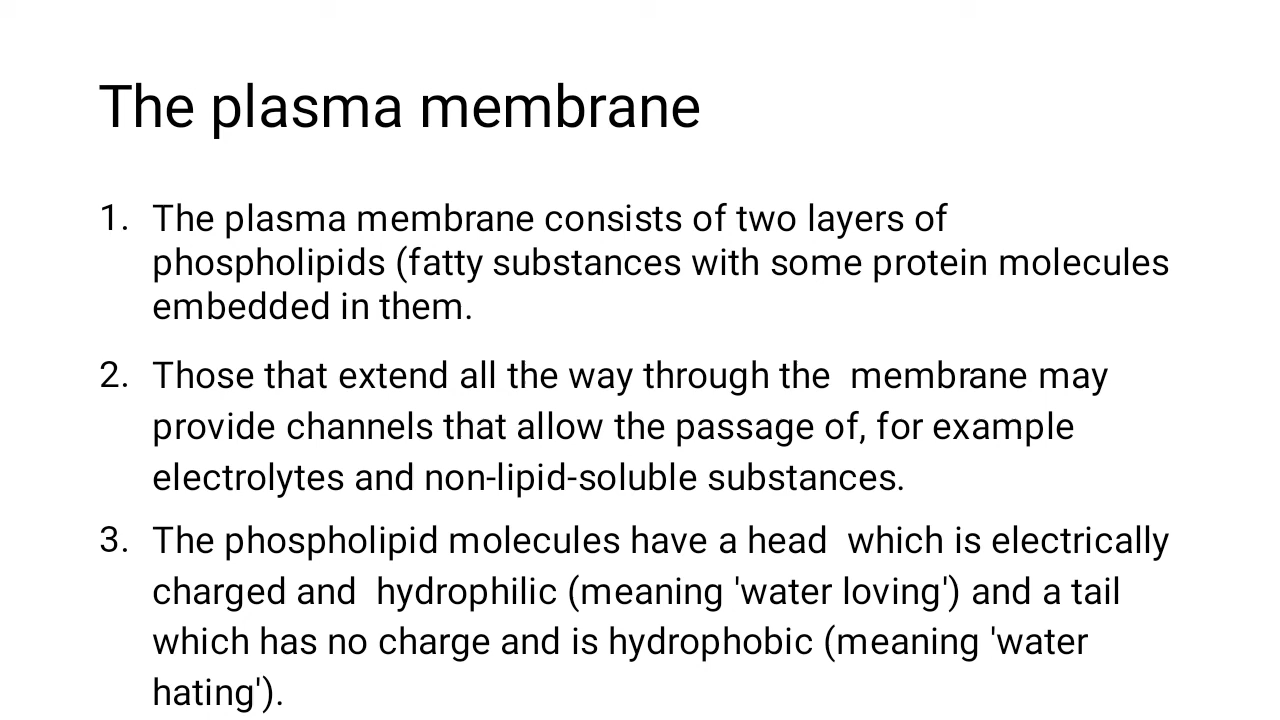 The plasma membrane
1. The plasma membrane consists of two layers of
phospholipids (fatty substances with some protein molecules
embedded in them.
2. Those that extend all the way through the  membrane may
provide channels that allow the passage of, for example
electrolytes and non-lipid-soluble substances.
3. The phospholipid molecules have a head  which is electrically
charged and  hydrophilic (meaning 'water loving') and a tail
which has no charge and is hydrophobic (meaning 'water
hating').